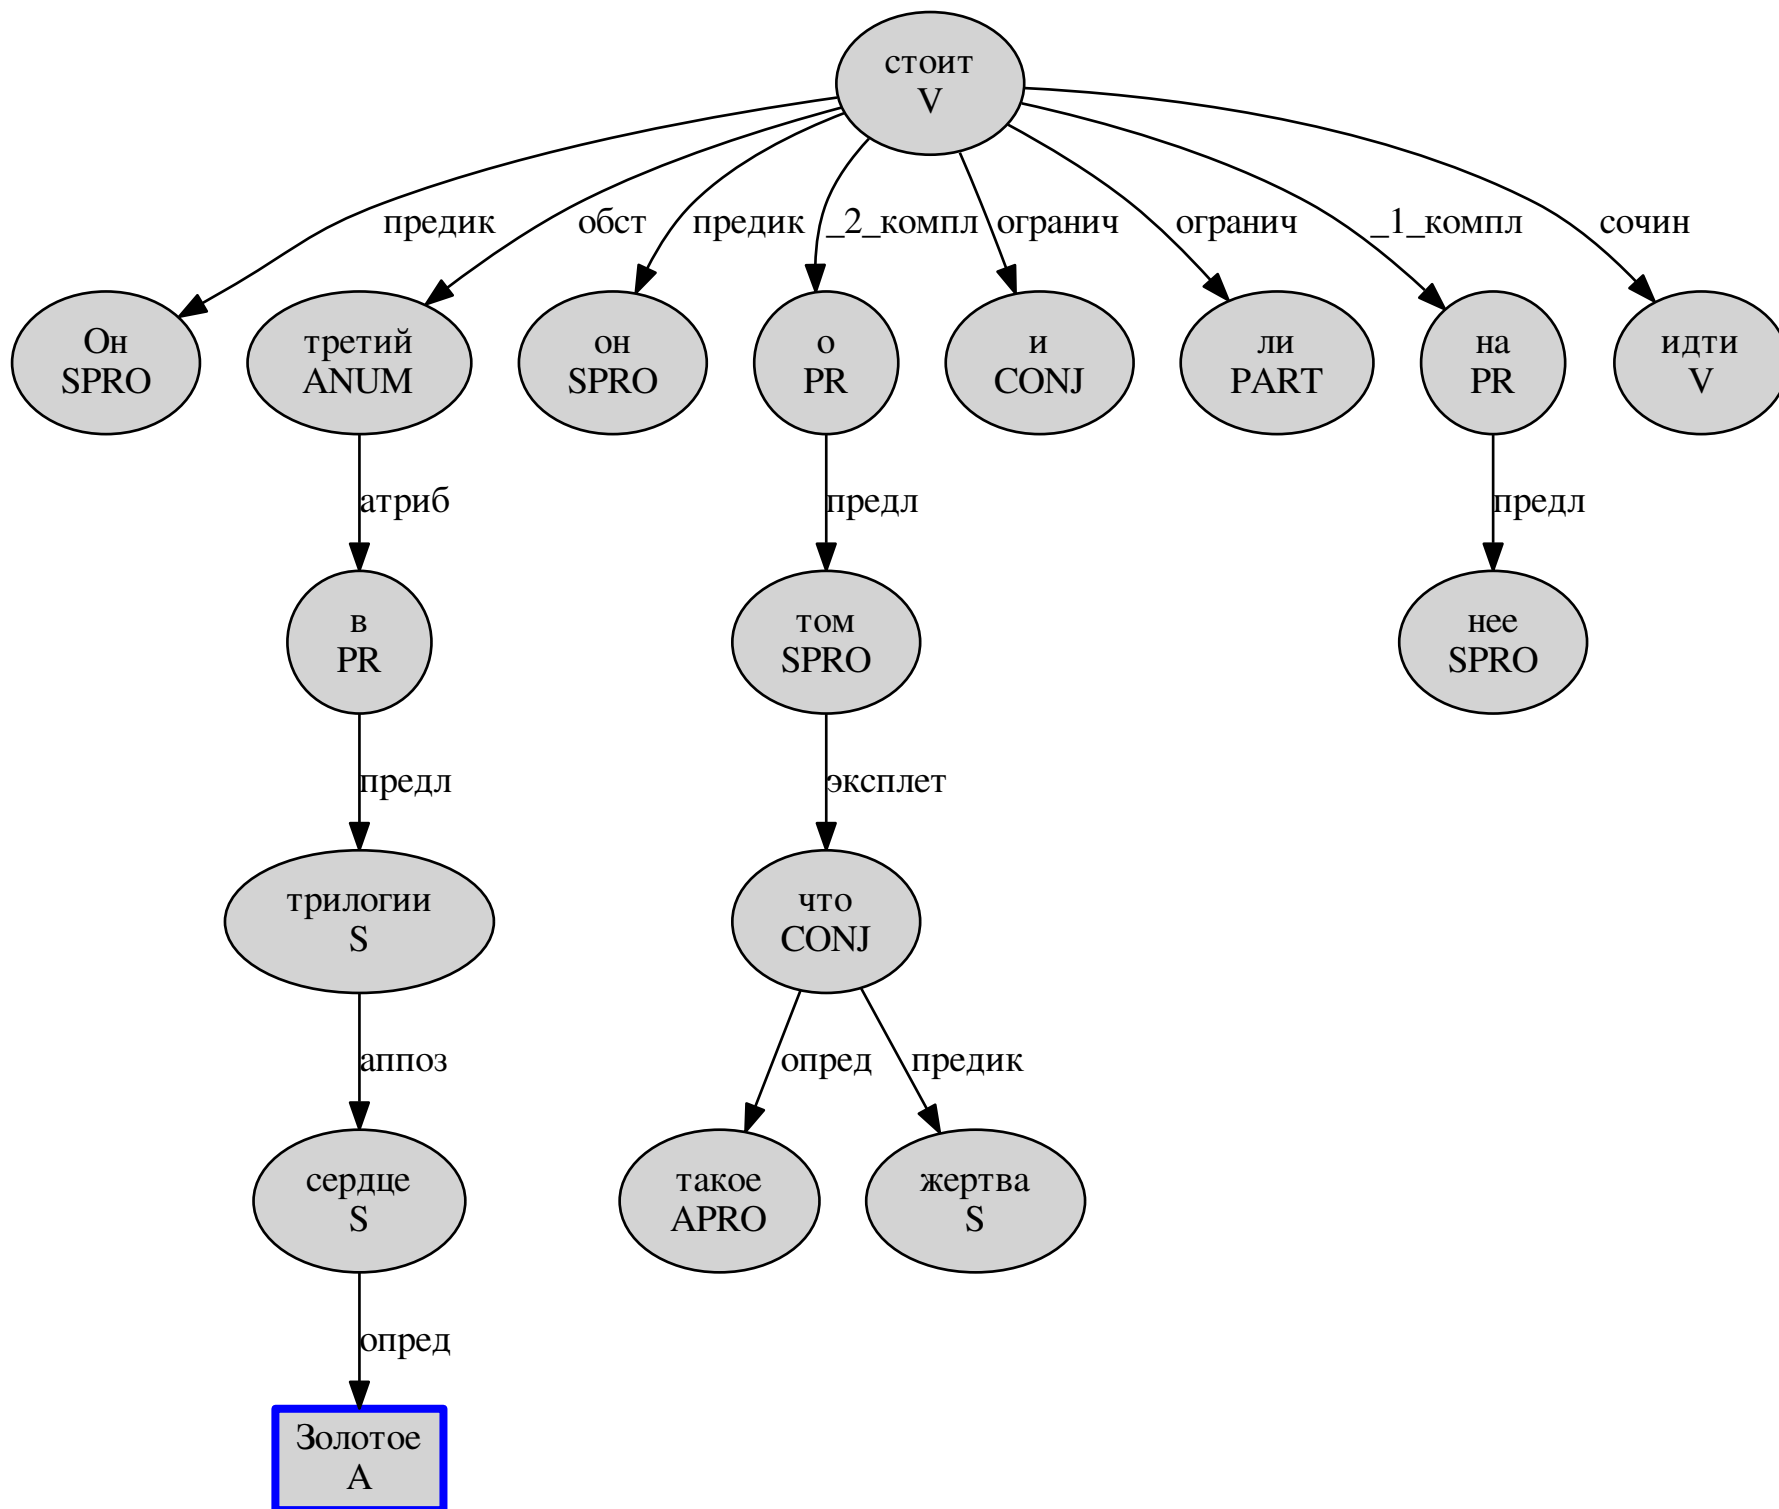 стоит
V
предик
обст
предик
_2_компл
огранич
огранич
_1_компл
сочин
Он
SPRO
третий
ANUM
он
SPRO
о
PR
и
CONJ
ли
PART
на
PR
идти
V
атриб
предл
предл
в
PR
том
SPRO
нее
SPRO
предл
эксплет
трилогии
S
что
CONJ
аппоз
опред
предик
сердце
S
такое
APRO
жертва
S
опред
Золотое
A